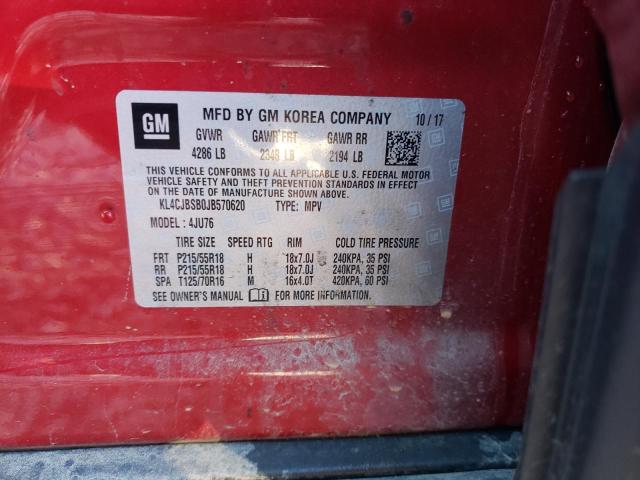 GM MFD BY GM KOREA COMPANY 10/17
GVWR GAWR FRT GAWR RR
4286 LB 2348 LB 2194 LB
THIS VEHICLE CONFORMS TO ALL APPLICABLE U.S. FEDERAL MOTOR
VEHICLE SAFETY AND THEFT PREVENTION STANDARDS IN EFFECT ON
THE DATE OF MANUFACTURE SHOWN ABOVE.
KL4CJBSB0JB570620 TYPE: MPV
MODEL: 4JU76
TIRE SIZE SPEED RTG RIM COLD TIRE PRESSURE
FRT P215/55R18 H 18x7.0J 240KPA, 35 PSI
RR P215/55R18 H 18x7.0J 240KPA, 35 PSI
SPA T125/70R16 M 16x4.0T 420KPA, 60 PSI
SEE OWNER'S MANUAL FOR MORE INFORMATION.